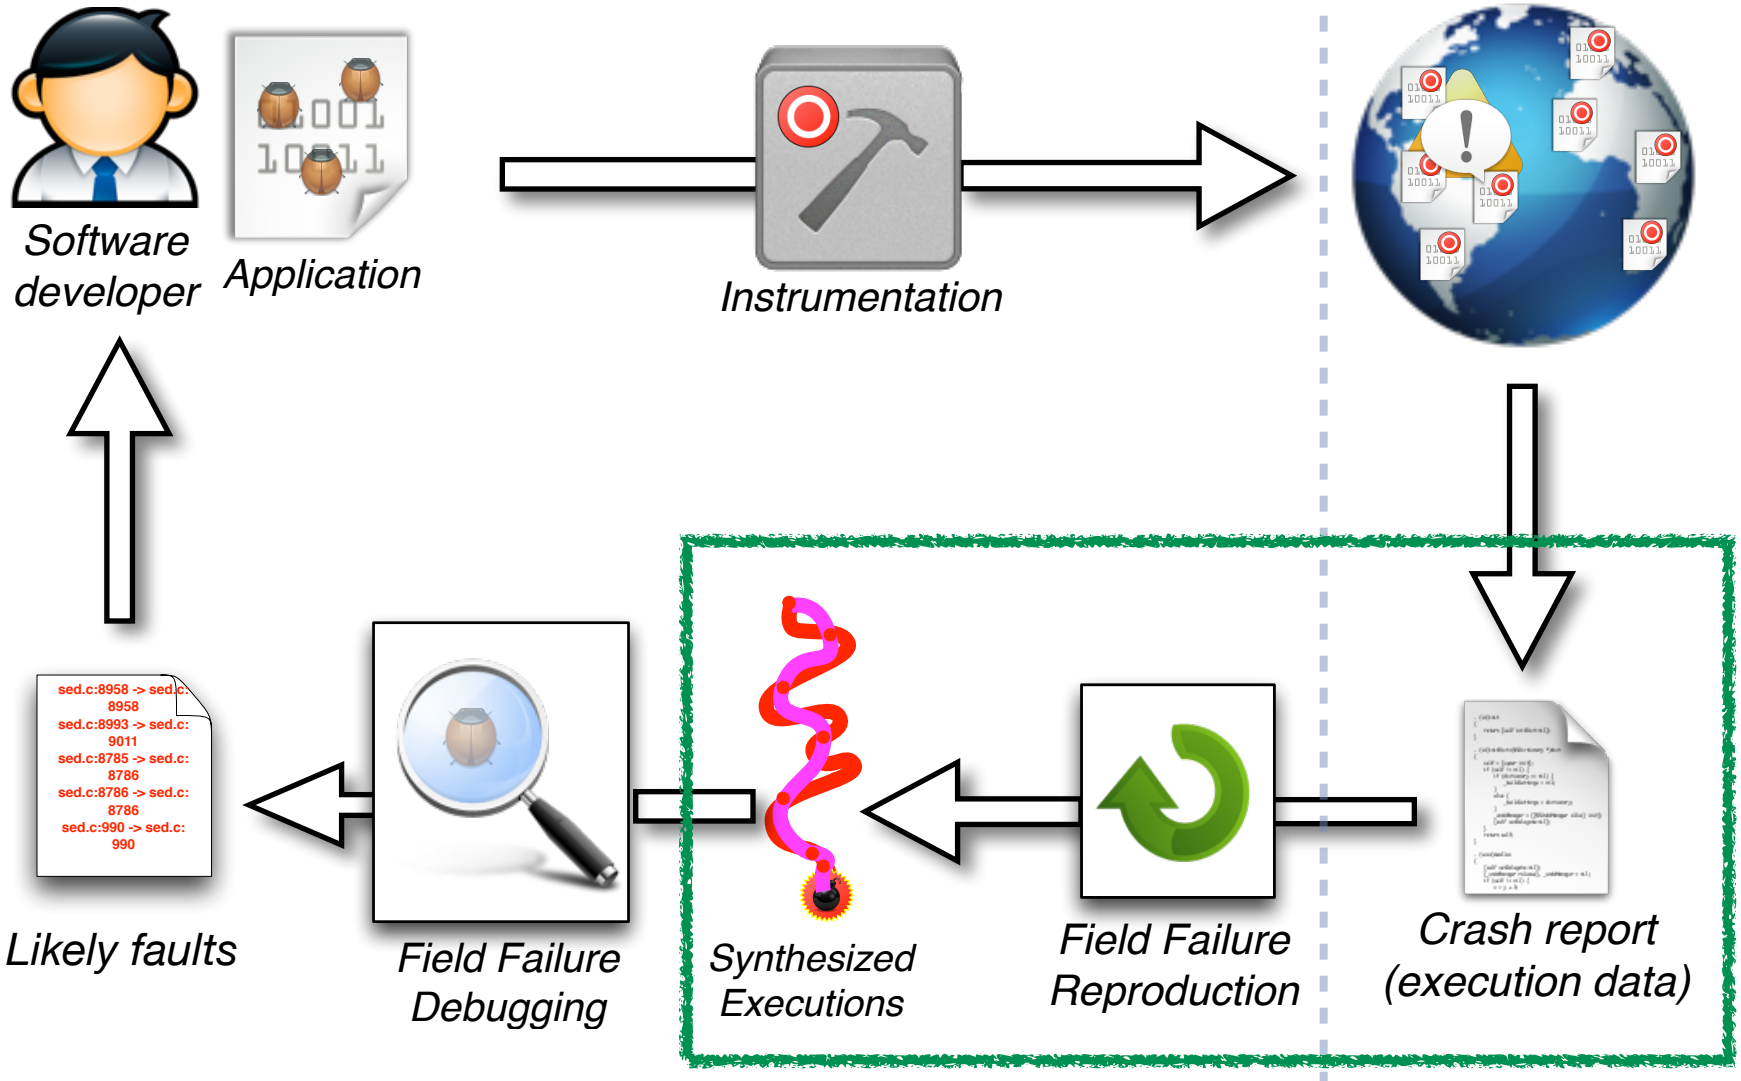 Software
developer
Application
Instrumentation
sed.c:8958 -> sed.c:
8958
sed.c:8993 -> sed.c:
9011
sed.c:8785 -> sed.c:
8786
sed.c:8786 -> sed.c:
8786
sed.c:990 -> sed.c:
990
Likely faults
Field Failure
Debugging
Synthesized
Executions
Field Failure
Reproduction
Crash report
(execution data)